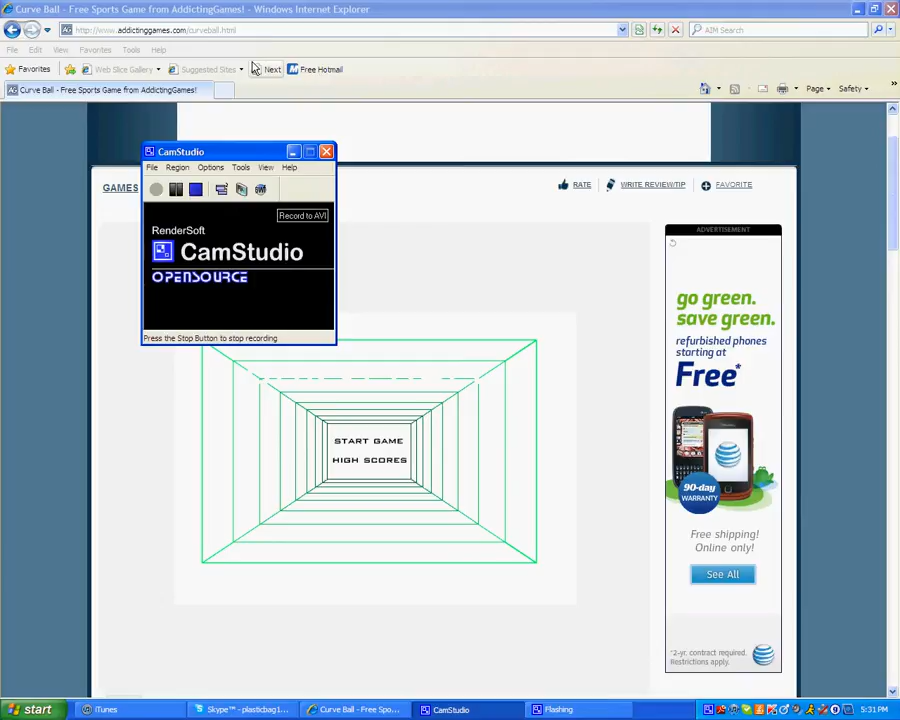 Curve Ball - Free Sports Game from AddictingGames! - Windows Internet Explorer
http://www.addictinggames.com/curveball.html
AIM Search
File Edit View Favorites Tools Help
Favorites Web Slice Gallery Suggested Sites Next Free Hotmail
Curve Ball - Free Sports Game from AddictingGames!
Page Safety »
CamStudio
File Region Options Tools View Help
Record to AVI
RenderSoft
CamStudio
OPENSOURCE
Press the Stop Button to stop recording
GAMES
RATE WRITE REVIEW/TIP FAVORITE
START GAME
HIGH SCORES
ADVERTISEMENT
go green.
save green.
refurbished phones
starting at
Free*
90-day
WARRANTY
Free shipping!
Online only!
See All
*2-yr. contract required.
Restrictions apply.
start iTunes Skype™ - plasticbag1... Curve Ball - Free Spo... CamStudio Flashing 5:31 PM